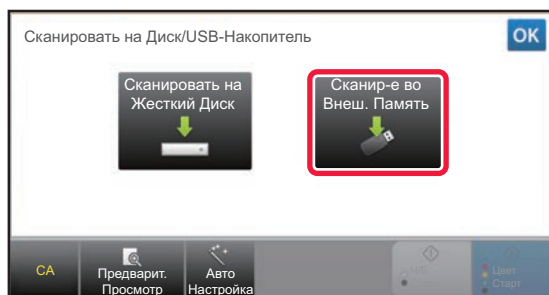 Сканировать на Диск/USB-Накопитель
OK
Сканировать на
Жесткий Диск
Сканир-е во
Внеш. Память
CA
Предварит.
Просмотр
Авто
Настройка
Ч/Б
Старт
Цвет
Старт